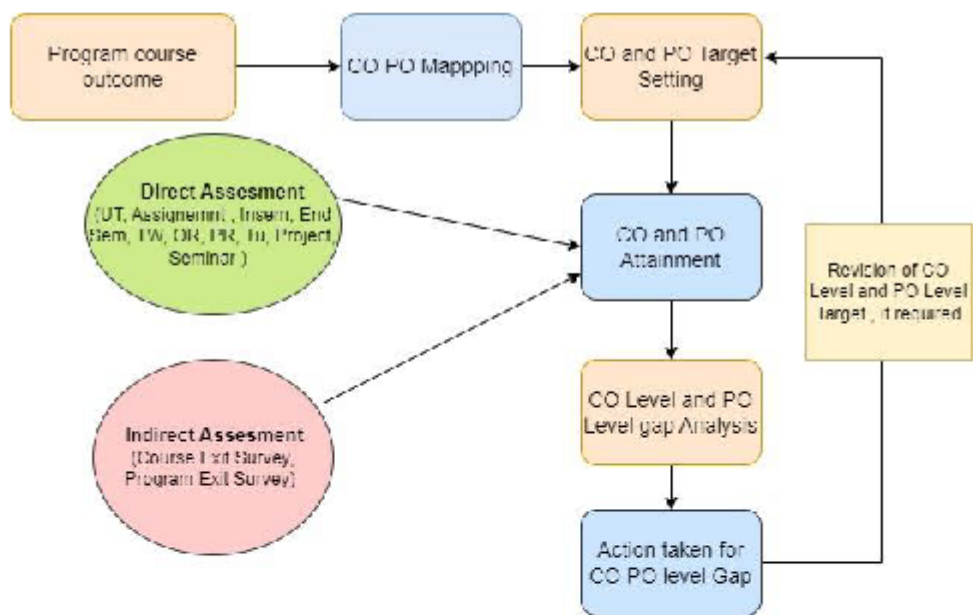 Program course
outcome
CO PO Mappping
CO and PO Target
Setting
Direct Assesment
(UT, Assignemnt , Insem, End
Sem, TW, OR, PR, Tu, Project,
Seminar )
CO and PO
Attainment
Revision of CO
Level and PO Level
Target , if required
CO Level and PO
Level gap Analysis
Indirect Assesment
(Course Exit Survey,
Program Exit Survey)
Action taken for
CO PO level Gap